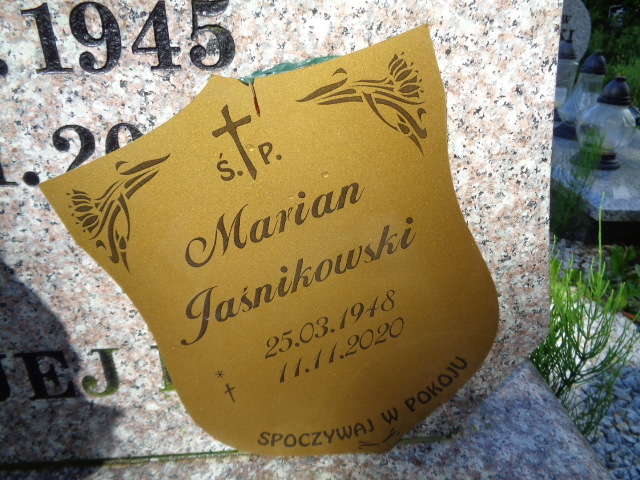 .1945
Ś. P.
Marian
Jaśnikowski
* 25.03.1948
† 11.11.2020
SPOCZYWAJ W POKOJU